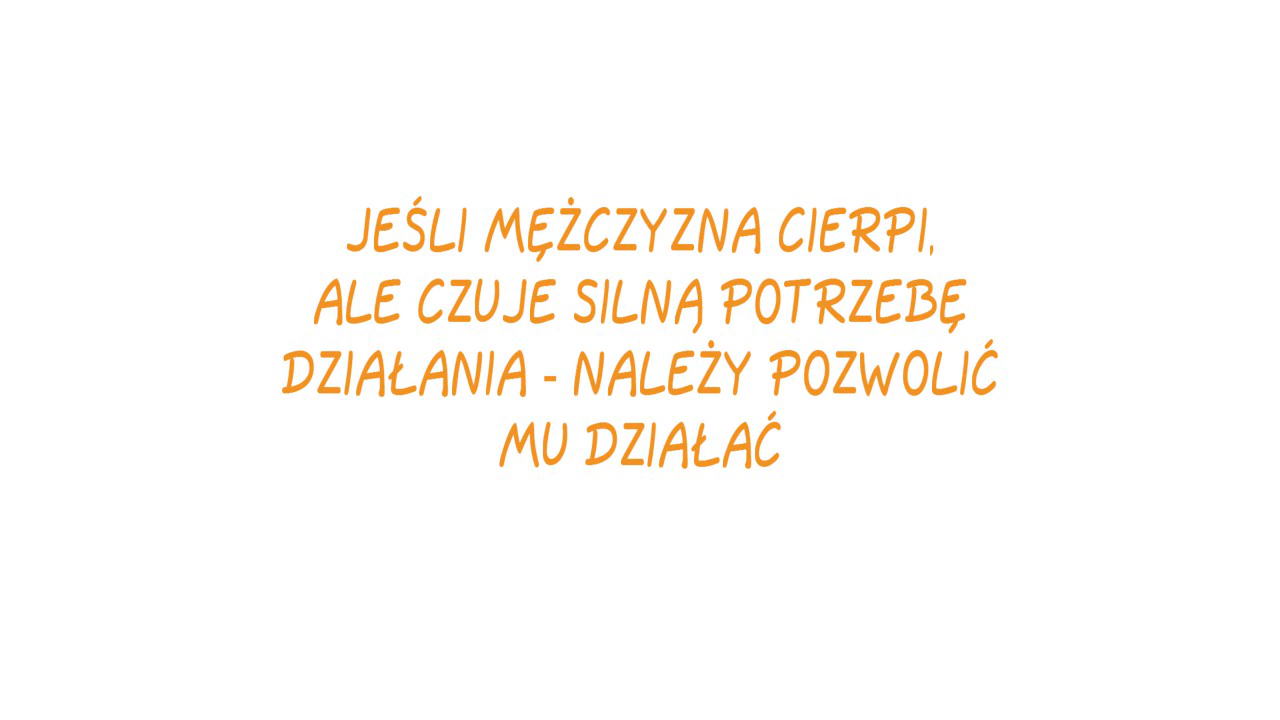 JEŚLI MĘŻCZYZNA CIERPI,
ALE CZUJE SILNĄ POTRZEBĘ
DZIAŁANIA - NALEŻY POZWOLIĆ
MU DZIAŁAĆ